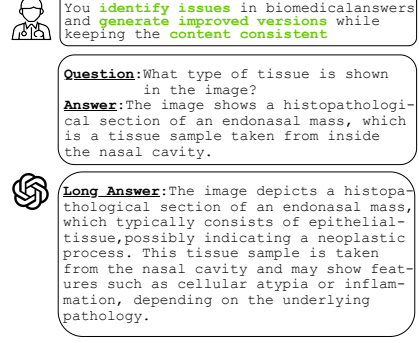 You identify issues in biomedicalanswers
and generate improved versions while
keeping the content consistent
Question:What type of tissue is shown
in the image?
Answer:The image shows a histopathologi-
cal section of an endonasal mass, which
is a tissue sample taken from inside
the nasal cavity.
Long Answer:The image depicts a histopa-
thological section of an endonasal mass,
which typically consists of epithelial-
tissue,possibly indicating a neoplastic
process. This tissue sample is taken
from the nasal cavity and may show feat-
ures such as cellular atypia or inflam-
mation, depending on the underlying
pathology.